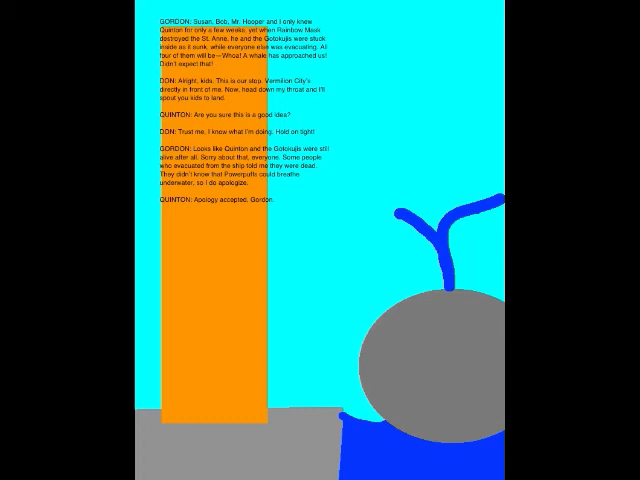 GORDON: Susan, Bob, Mr. Hooper and I only knew
Quinton for only a few weeks, yet when Rainbow Mask
destroyed the St. Anne, he and the Gotokujis were stuck
inside as it sunk, while everyone else was evacuating. All
four of them will be—Whoa! A whale has approached us!
Didn't expect that!
DON: Alright, kids. This is our stop. Vermilion City's
directly in front of me. Now, head down my throat and I'll
spout you kids to land.
QUINTON: Are you sure this is a good idea?
DON: Trust me, I know what I'm doing. Hold on tight!
GORDON: Looks like Quinton and the Gotokujis were still
alive after all. Sorry about that, everyone. Some people
who evacuated from the ship told me they were dead.
They didn't know that Powerpuffs could breathe
underwater, so I do apologize.
QUINTON: Apology accepted, Gordon.